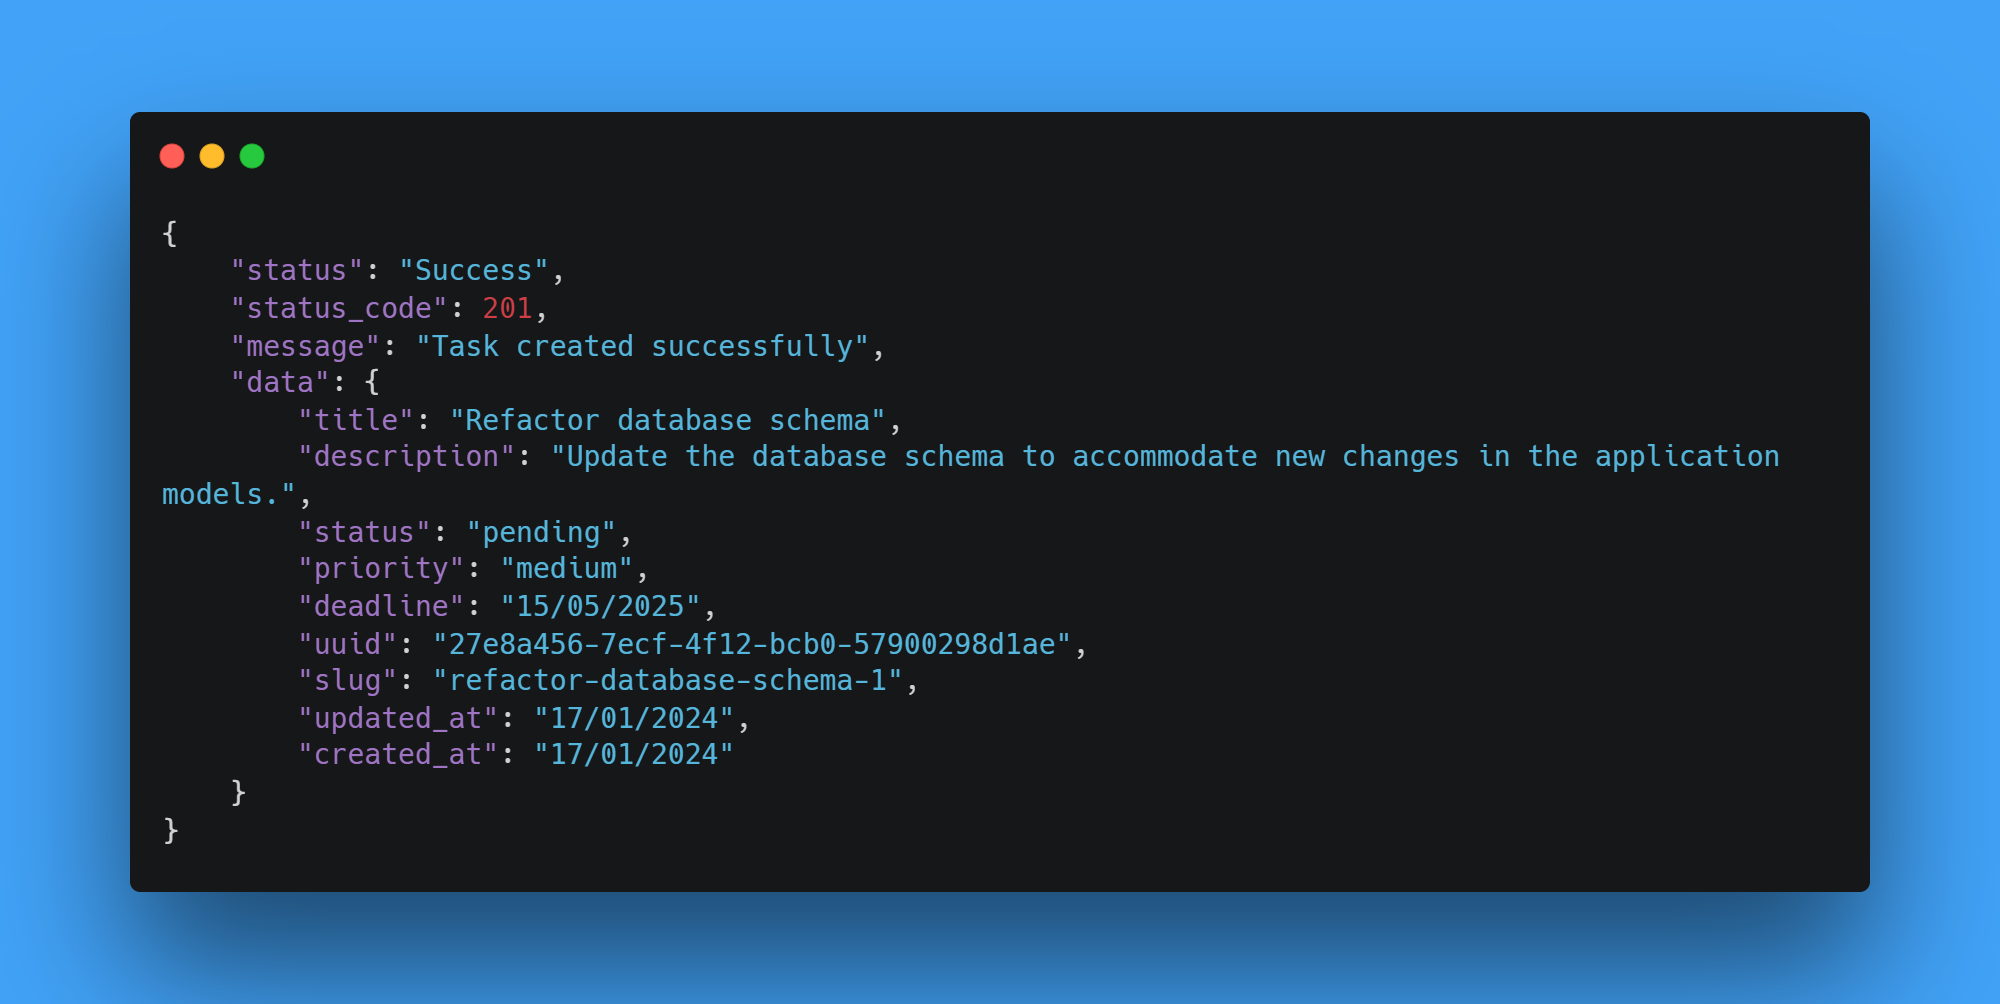 {
    "status": "Success",
    "status_code": 201,
    "message": "Task created successfully",
    "data": {
        "title": "Refactor database schema",
        "description": "Update the database schema to accommodate new changes in the application
models.",
        "status": "pending",
        "priority": "medium",
        "deadline": "15/05/2025",
        "uuid": "27e8a456-7ecf-4f12-bcb0-57900298d1ae",
        "slug": "refactor-database-schema-1",
        "updated_at": "17/01/2024",
        "created_at": "17/01/2024"
    }
}